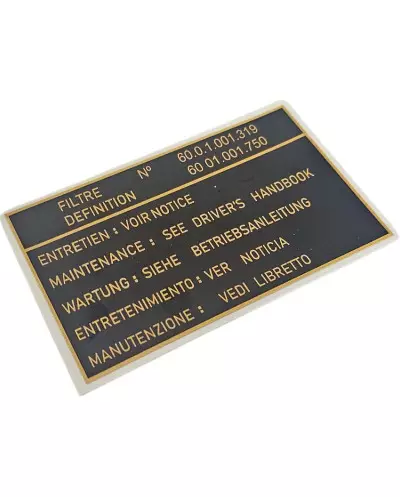 FILTRE Nº 60.0.1.001.319
DEFINITION 60 01.001.750
ENTRETIEN : VOIR NOTICE
MAINTENANCE : SEE DRIVER'S HANDBOOK
WARTUNG : SIEHE BETRIEBSANLEITUNG
ENTRETENIMIENTO : VER NOTICIA
MANUTENZIONE : VEDI LIBRETTO